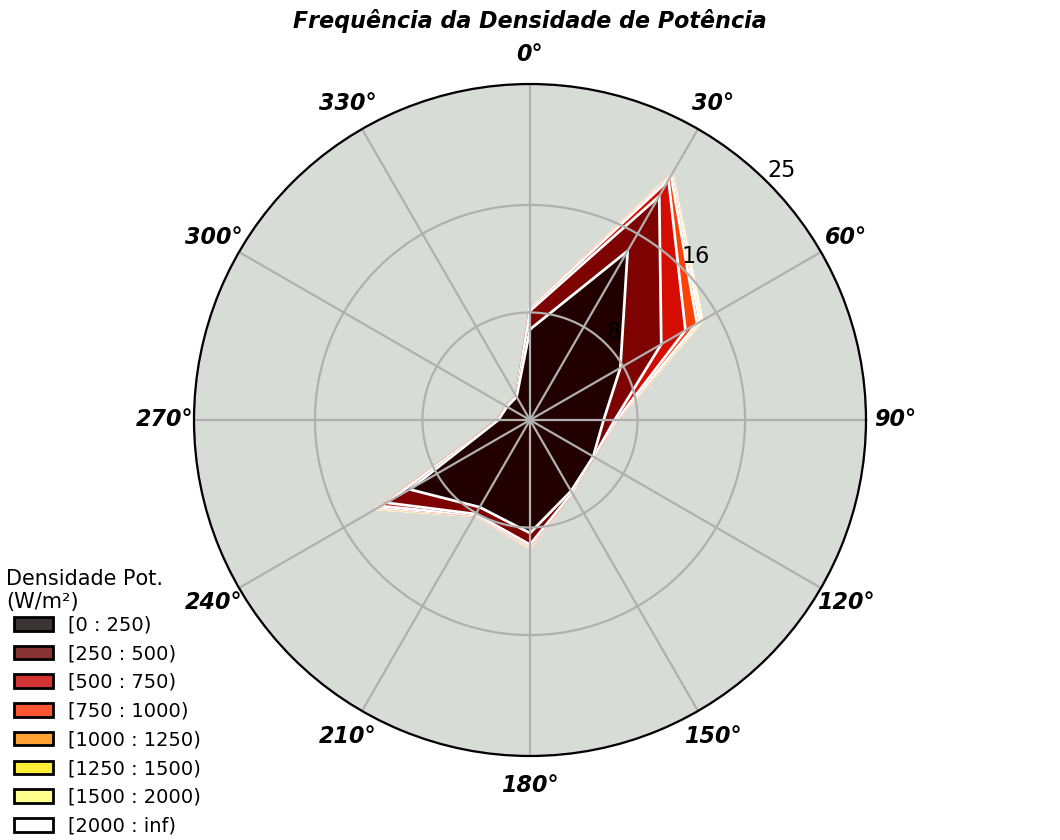 Frequência da Densidade de Potência
0°
330°
30°
25
300°
60°
16
8
270°
90°
Densidade Pot.
(W/m²)
240°
120°
[0 : 250)
[250 : 500)
[500 : 750)
[750 : 1000)
210°
150°
[1000 : 1250)
[1250 : 1500)
180°
[1500 : 2000)
[2000 : inf)